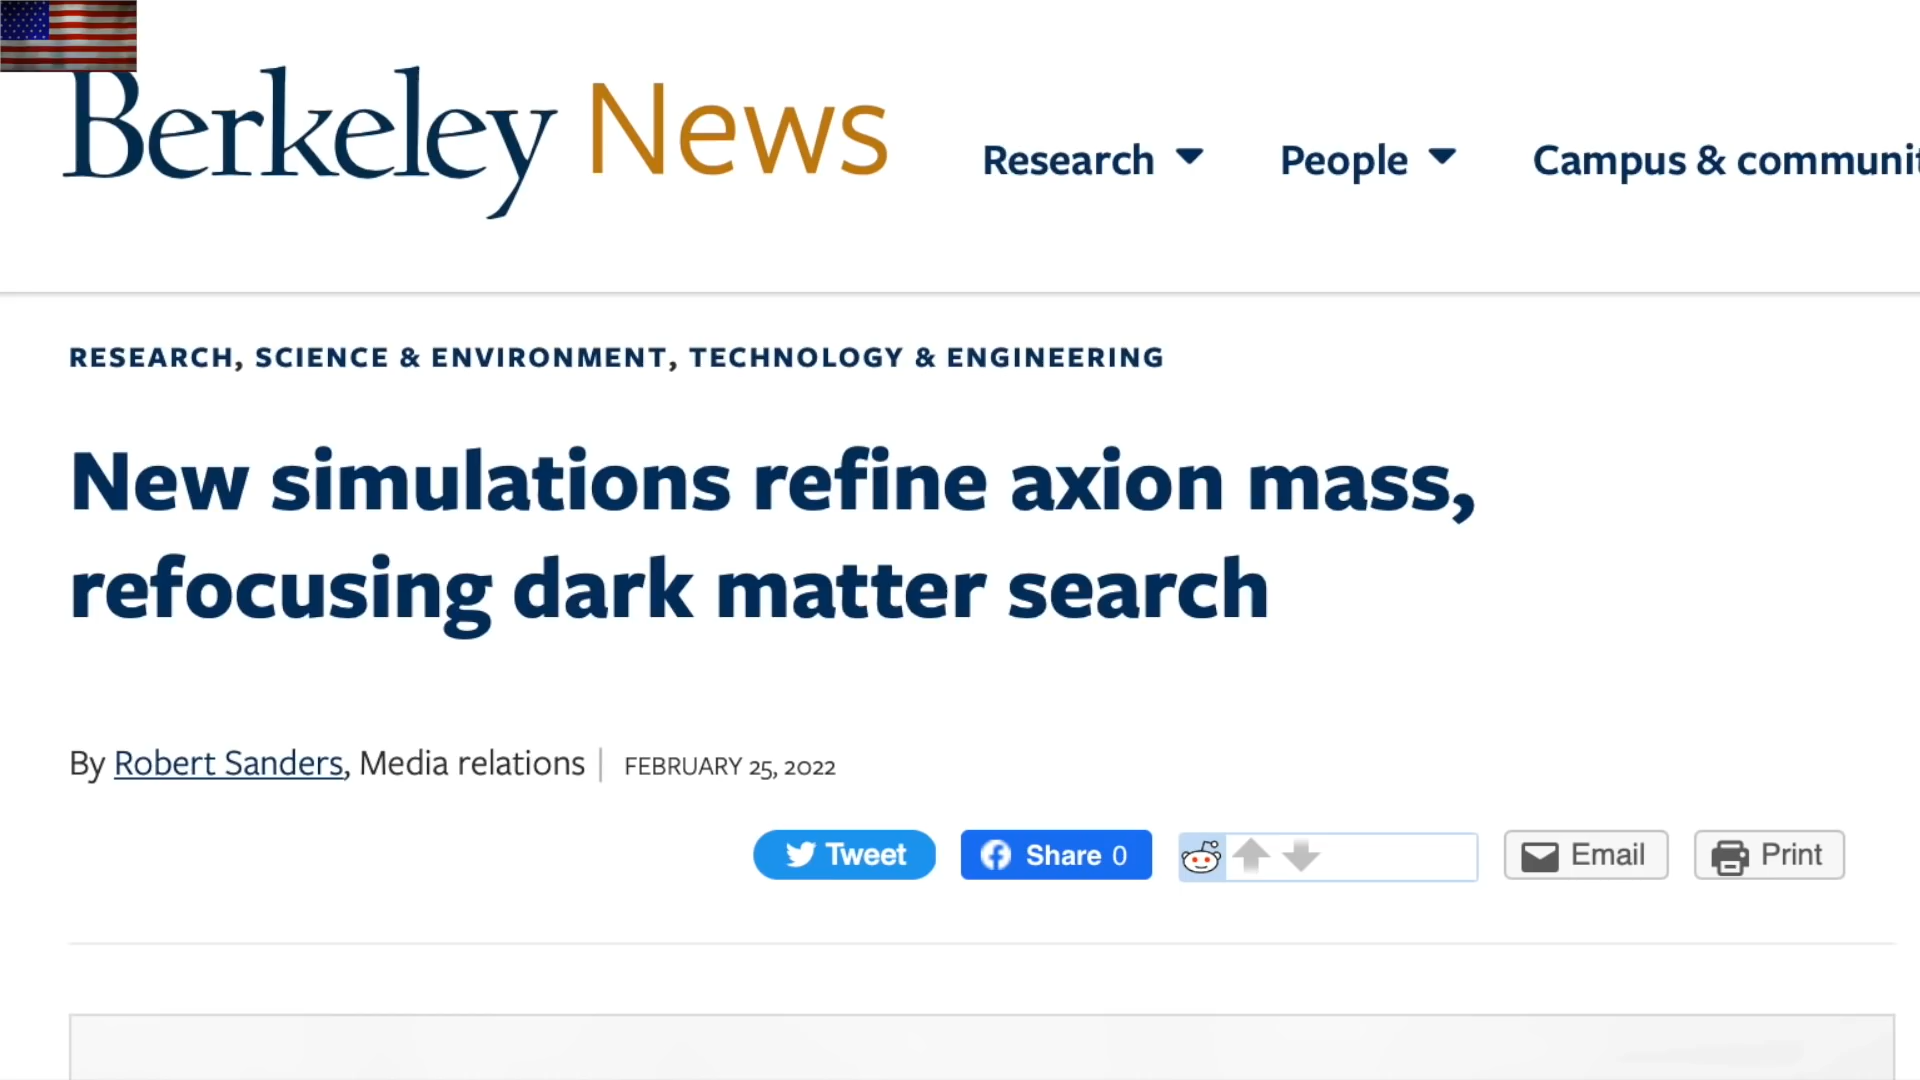 Berkeley News
Research People Campus & communit
RESEARCH, SCIENCE & ENVIRONMENT, TECHNOLOGY & ENGINEERING
New simulations refine axion mass,
refocusing dark matter search
By Robert Sanders, Media relations | FEBRUARY 25, 2022
Tweet Share 0 Email Print